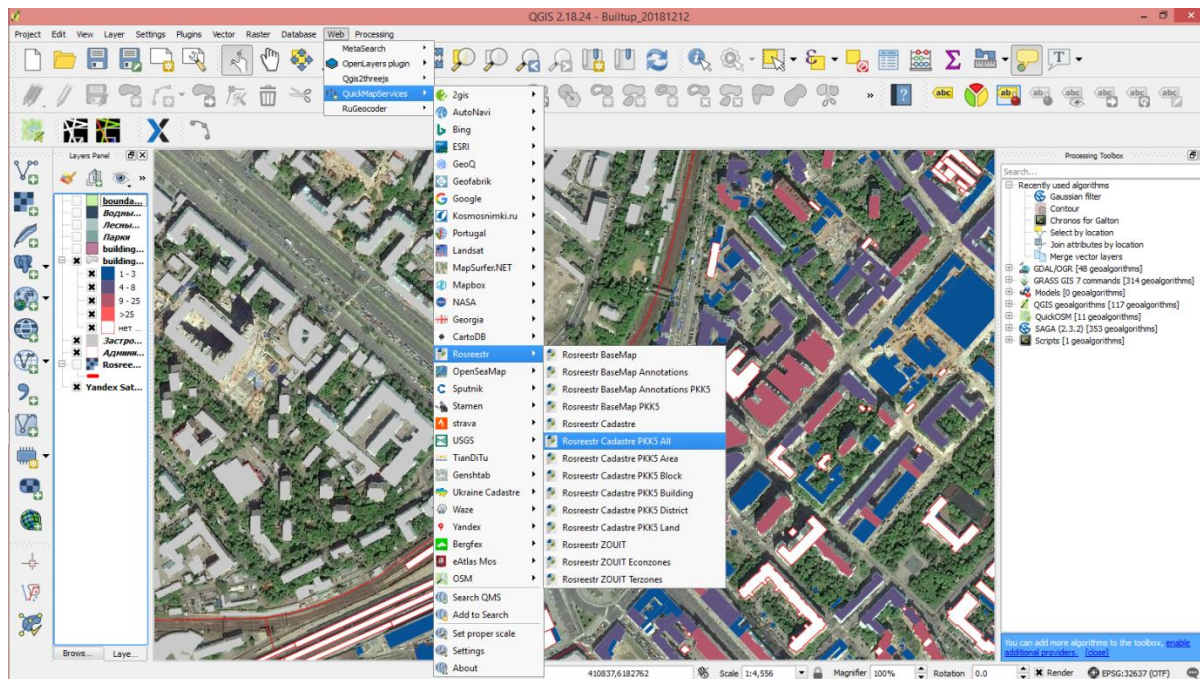 QGIS 2.18.24 - Builtup_20181212
Project Edit View Layer Settings Plugins Vector Raster Database Web Processing
MetaSearch
OpenLayers plugin
Qgis2threejs
QuickMapServices
RuGeocoder
2gis
AutoNavi
Bing
ESRI
GeoQ
Geofabrik
Google
Kosmosnimki.ru
Portugal
Landsat
MapSurfer.NET
Mapbox
NASA
Georgia
CartoDB
Rosreestr
OpenSeaMap
Sputnik
Stamen
strava
USGS
TianDiTu
Genshtab
Ukraine Cadastre
Waze
Yandex
Bergfex
eAtlas Mos
OSM
Search QMS
Add to Search
Set proper scale
Settings
About
Rosreestr BaseMap
Rosreestr BaseMap Annotations
Rosreestr BaseMap Annotations PKK5
Rosreestr BaseMap PKK5
Rosreestr Cadastre
Rosreestr Cadastre PKK5 All
Rosreestr Cadastre PKK5 Area
Rosreestr Cadastre PKK5 Block
Rosreestr Cadastre PKK5 Building
Rosreestr Cadastre PKK5 District
Rosreestr Cadastre PKK5 Land
Rosreestr ZOUIT
Rosreestr ZOUIT Econzones
Rosreestr ZOUIT Terzones
Layers Panel
bounda...
Водны...
Лесны...
Парки
building...
building...
1 - 3
4 - 8
9 - 25
>25
нет ...
Застро...
Админи...
Rosree...
Yandex Sat...
Brows... Laye...
Processing Toolbox
Search...
Recently used algorithms
Gaussian filter
Contour
Chronos for Galton
Select by location
Join attributes by location
Merge vector layers
GDAL/OGR [48 geoalgorithms]
GRASS GIS 7 commands [314 geoalgorithms]
Models [0 geoalgorithms]
QGIS geoalgorithms [117 geoalgorithms]
QuickOSM [11 geoalgorithms]
SAGA (2.3.2) [353 geoalgorithms]
Scripts [1 geoalgorithms]
You can add more algorithms to the toolbox, enable
additional providers. [close]
410837,6182762 Scale 1:4,556 Magnifier 100% Rotation 0.0 Render EPSG:32637 (OTF)